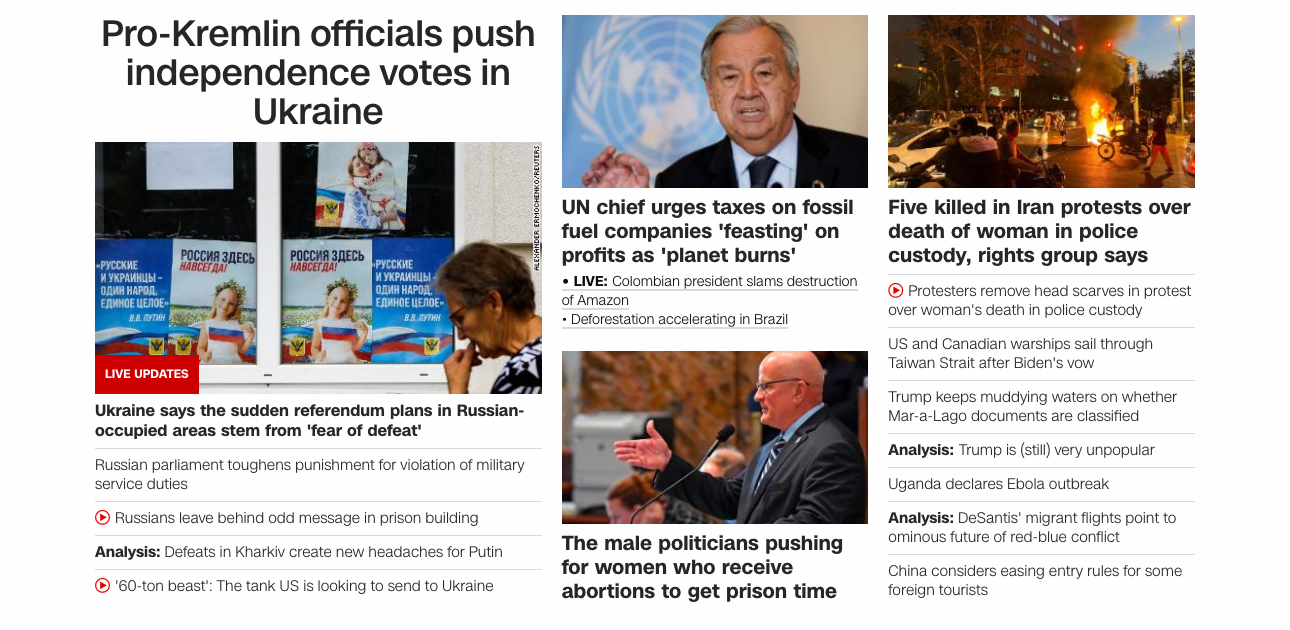 Pro-Kremlin officials push
independence votes in
Ukraine
ALEXANDER ERMOCHENKO/REUTERS
РОССИЯ ЗДЕСЬ
НАВСЕГДА!
РОССИЯ ЗДЕСЬ
НАВСЕГДА!
«РУССКИЕ
И УКРАИНЦЫ -
ОДИН НАРОД,
ЕДИНОЕ ЦЕЛОЕ»
В.В. ПУТИН
«РУССКИЕ
И УКРАИНЦЫ -
ОДИН НАРОД,
ЕДИНОЕ ЦЕЛОЕ»
В.В. ПУТИН
LIVE UPDATES
Ukraine says the sudden referendum plans in Russian-
occupied areas stem from 'fear of defeat'
Russian parliament toughens punishment for violation of military
service duties
Russians leave behind odd message in prison building
Analysis: Defeats in Kharkiv create new headaches for Putin
'60-ton beast': The tank US is looking to send to Ukraine
UN chief urges taxes on fossil
fuel companies 'feasting' on
profits as 'planet burns'
• LIVE: Colombian president slams destruction
of Amazon
• Deforestation accelerating in Brazil
The male politicians pushing
for women who receive
abortions to get prison time
Five killed in Iran protests over
death of woman in police
custody, rights group says
Protesters remove head scarves in protest
over woman's death in police custody
US and Canadian warships sail through
Taiwan Strait after Biden's vow
Trump keeps muddying waters on whether
Mar-a-Lago documents are classified
Analysis: Trump is (still) very unpopular
Uganda declares Ebola outbreak
Analysis: DeSantis' migrant flights point to
ominous future of red-blue conflict
China considers easing entry rules for some
foreign tourists